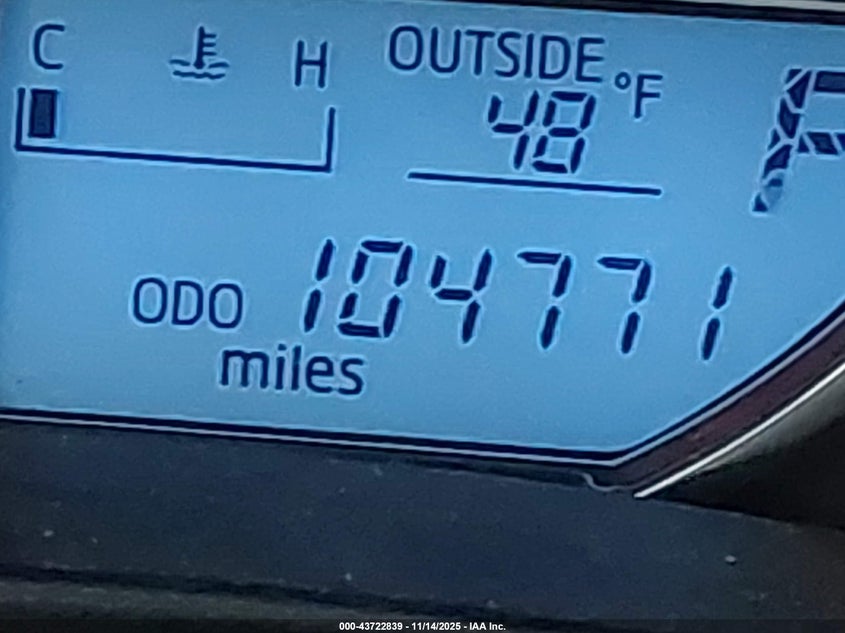 C H OUTSIDE
48 °F
ODO 104771
miles
000-43722839 - 11/14/2025 - IAA Inc.